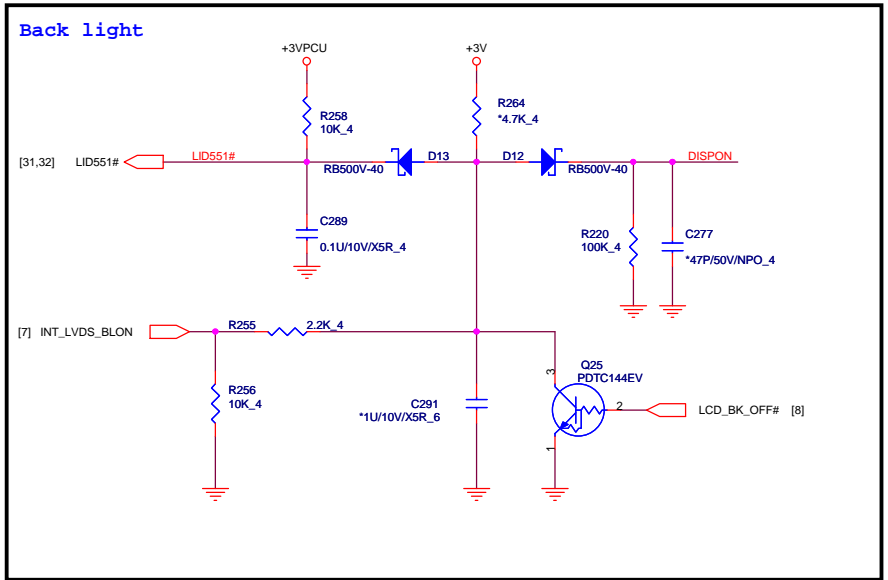 Back light
+3VPCU
+3V
R258
10K_4
R264
*4.7K_4
[31,32] LID551#
LID551#
RB500V-40
D13
D12
RB500V-40
DISPON
C289
0.1U/10V/X5R_4
R220
100K_4
C277
*47P/50V/NPO_4
[7] INT_LVDS_BLON
R255
2.2K_4
R256
10K_4
C291
*1U/10V/X5R_6
3
Q25
PDTC144EV
2
LCD_BK_OFF# [8]
1